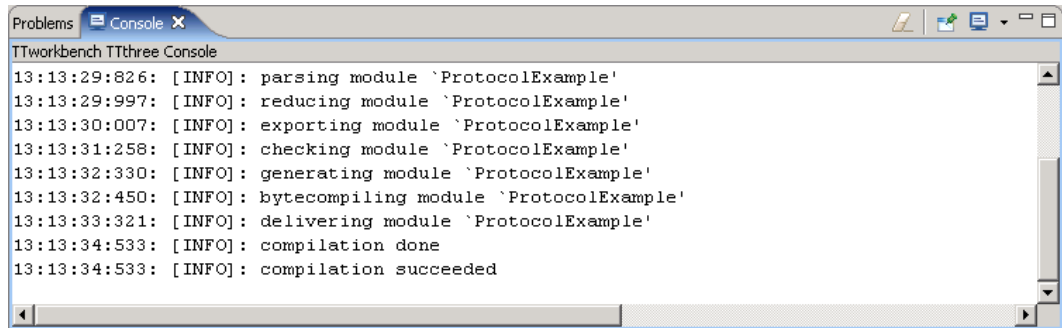 Problems Console
TTworkbench TTthree Console
13:13:29:826: [INFO]: parsing module `ProtocolExample'
13:13:29:997: [INFO]: reducing module `ProtocolExample'
13:13:30:007: [INFO]: exporting module `ProtocolExample'
13:13:31:258: [INFO]: checking module `ProtocolExample'
13:13:32:330: [INFO]: generating module `ProtocolExample'
13:13:32:450: [INFO]: bytecompiling module `ProtocolExample'
13:13:33:321: [INFO]: delivering module `ProtocolExample'
13:13:34:533: [INFO]: compilation done
13:13:34:533: [INFO]: compilation succeeded